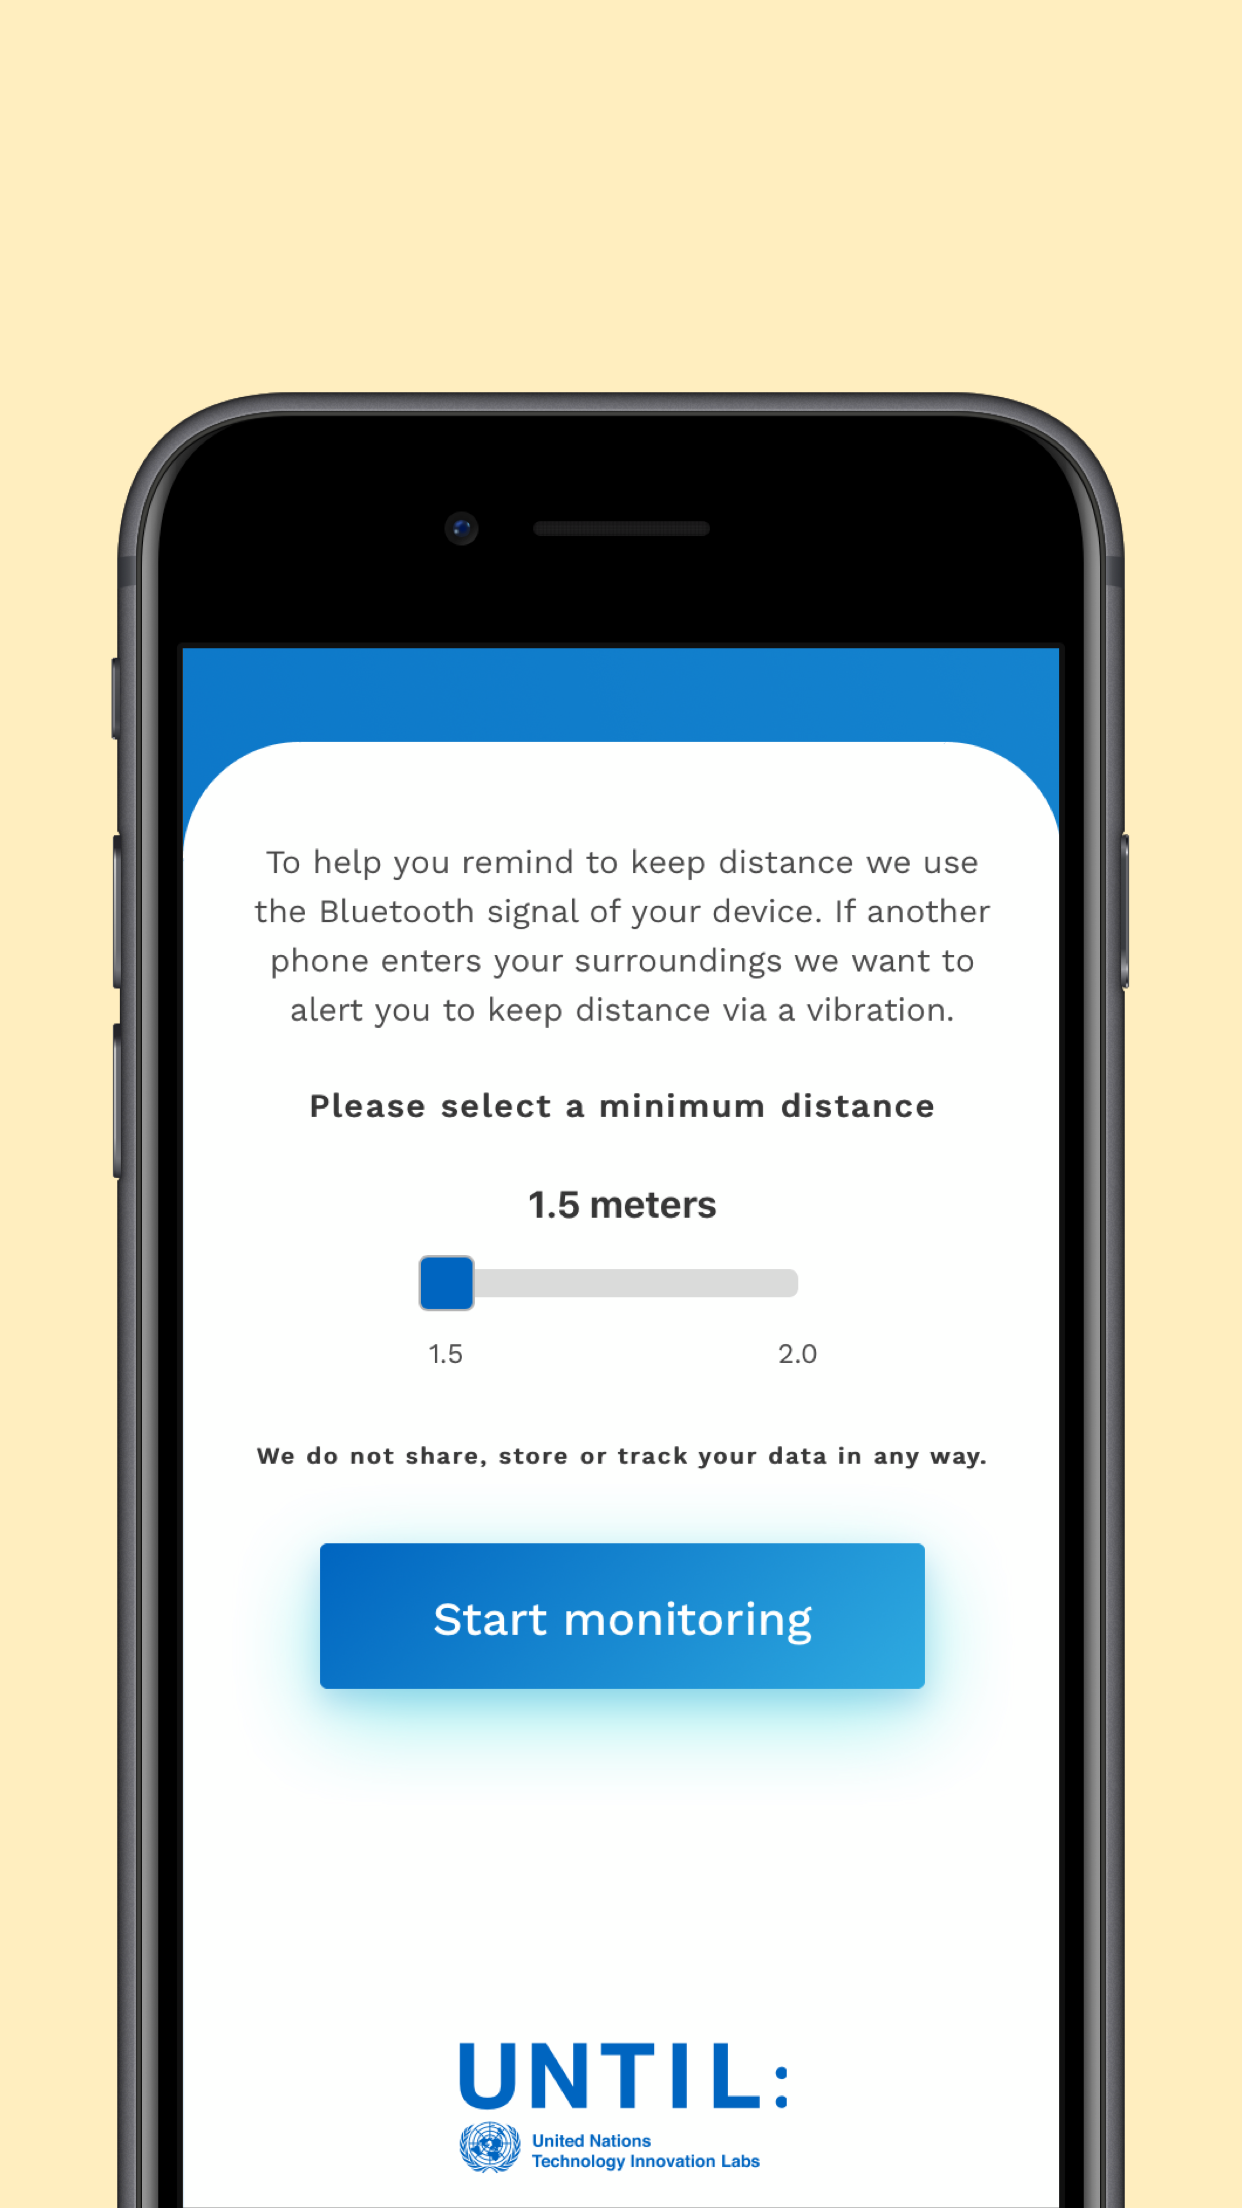 To help you remind to keep distance we use
the Bluetooth signal of your device. If another
phone enters your surroundings we want to
alert you to keep distance via a vibration.
Please select a minimum distance
1.5 meters
1.5 2.0
We do not share, store or track your data in any way.
Start monitoring
UNTIL:
United Nations
Technology Innovation Labs